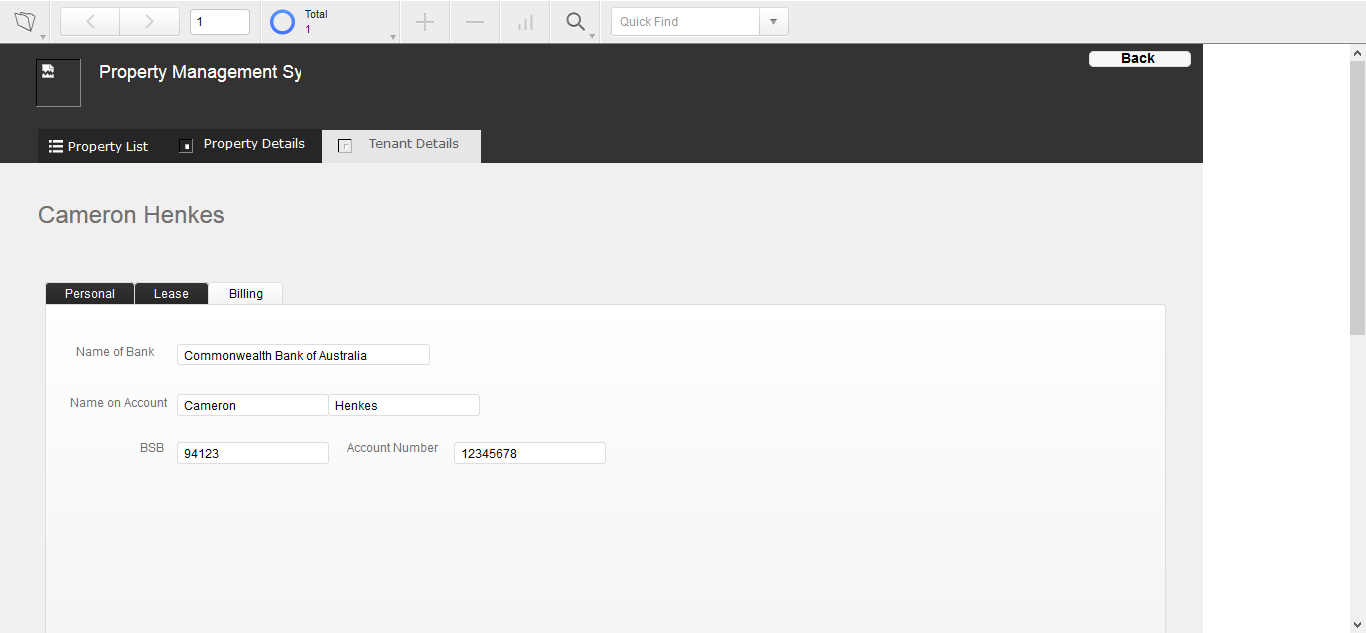 1
Total
1
Quick Find
Property Management Sy
Back
Property List
Property Details
Tenant Details
Cameron Henkes
Personal
Lease
Billing
Name of Bank
Commonwealth Bank of Australia
Name on Account
Cameron
Henkes
BSB
94123
Account Number
12345678